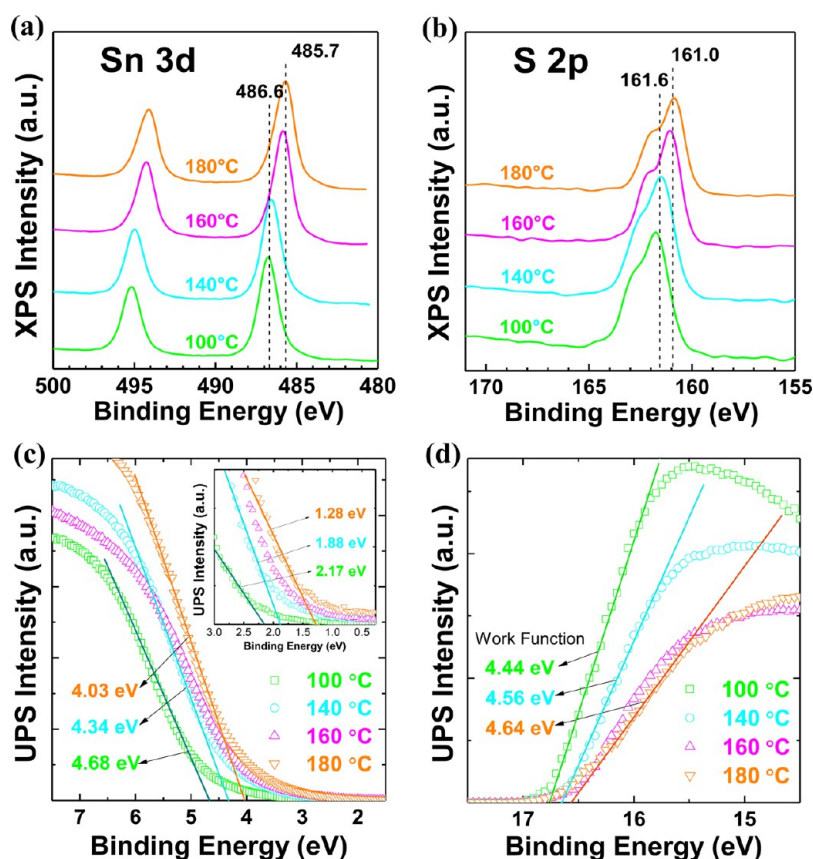 (a)
Sn 3d
485.7
486.6
180°C
160°C
140°C
100°C
XPS Intensity (a.u.)
500 495 490 485 480
Binding Energy (eV)
(b)
S 2p
161.0
161.6
180°C
160°C
140°C
100°C
XPS Intensity (a.u.)
170 165 160 155
Binding Energy (eV)
(c)
UPS Intensity (a.u.)
4.03 eV
4.34 eV
4.68 eV
UPS Intensity (a.u.)
1.28 eV
1.88 eV
2.17 eV
3.0 2.5 2.0 1.5 1.0 0.5
Binding Energy (eV)
100 °C
140 °C
160 °C
180 °C
7 6 5 4 3 2
Binding Energy (eV)
(d)
UPS Intensity (a.u.)
Work Function
4.44 eV
4.56 eV
4.64 eV
100 °C
140 °C
160 °C
180 °C
17 16 15
Binding Energy (eV)